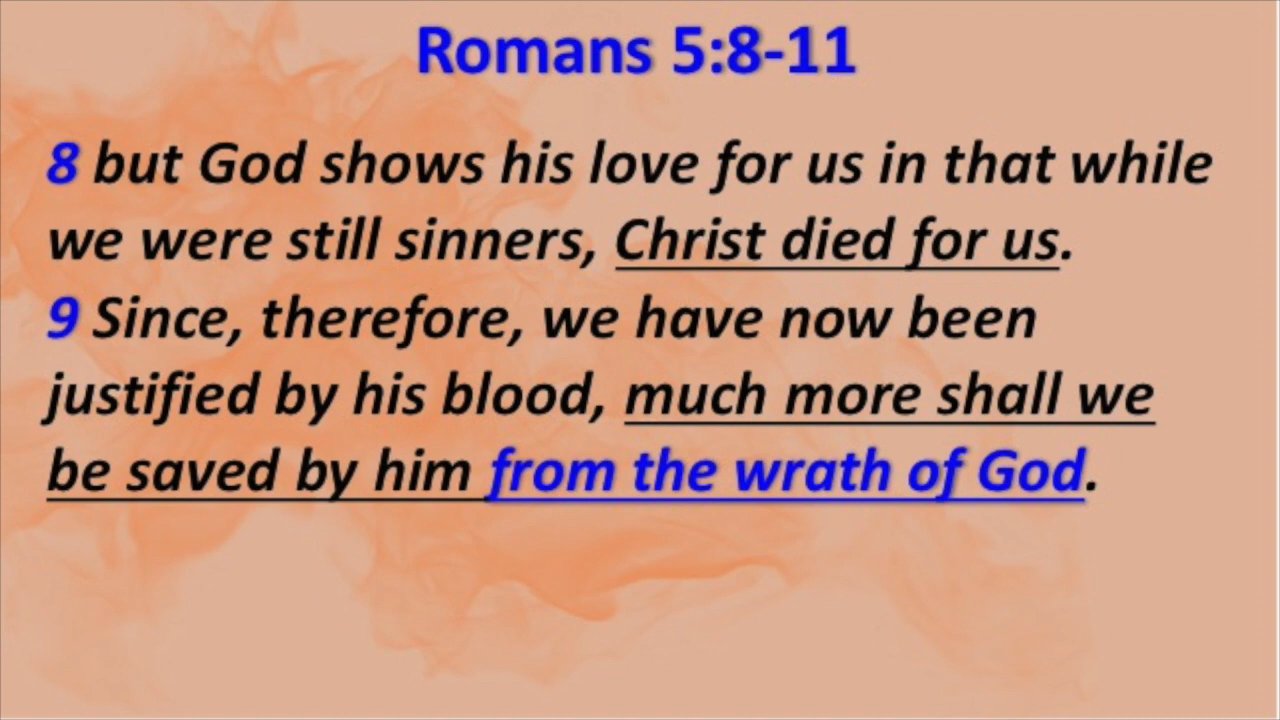 Romans 5:8-11
8 but God shows his love for us in that while
we were still sinners, Christ died for us.
9 Since, therefore, we have now been
justified by his blood, much more shall we
be saved by him from the wrath of God.